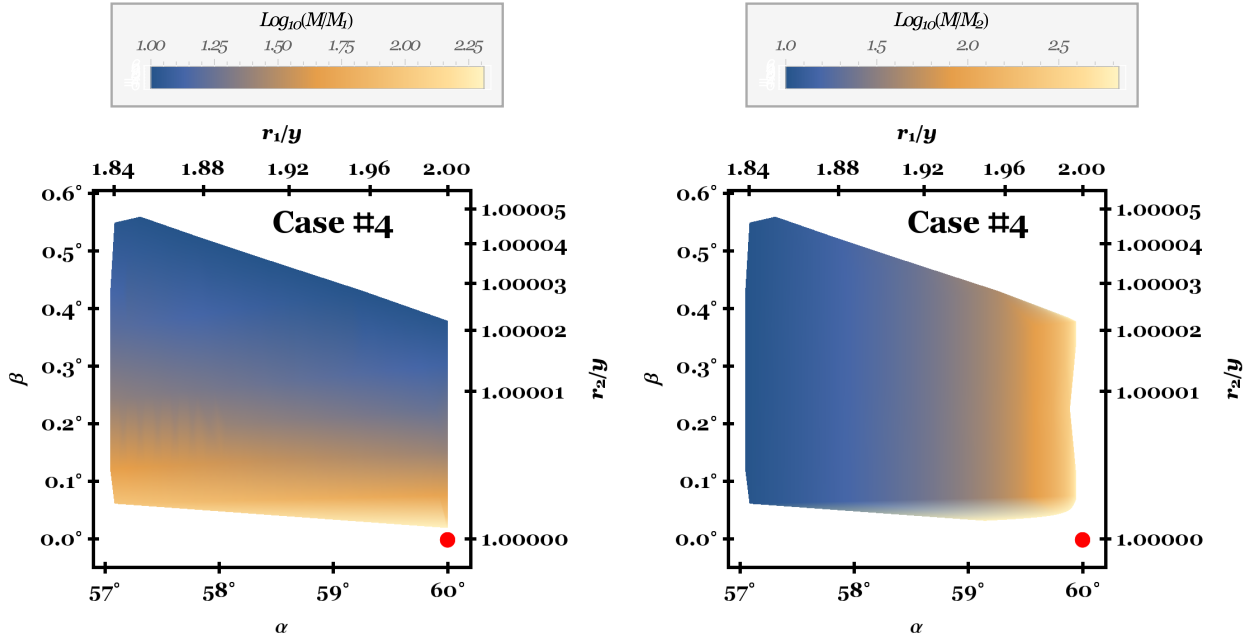 Log₁₀(M/M₁)
1.00 1.25 1.50 1.75 2.00 2.25
r₁/y
1.84 1.88 1.92 1.96 2.00
Case #4
0.6°
0.5°
0.4°
0.3°
0.2°
0.1°
0.0°
β
1.00005
1.00004
1.00003
1.00002
1.00001
1.00000
r₂/y
57° 58° 59° 60°
α
Log₁₀(M/M₂)
1.0 1.5 2.0 2.5
r₁/y
1.84 1.88 1.92 1.96 2.00
Case #4
0.6°
0.5°
0.4°
0.3°
0.2°
0.1°
0.0°
β
1.00005
1.00004
1.00003
1.00002
1.00001
1.00000
r₂/y
57° 58° 59° 60°
α